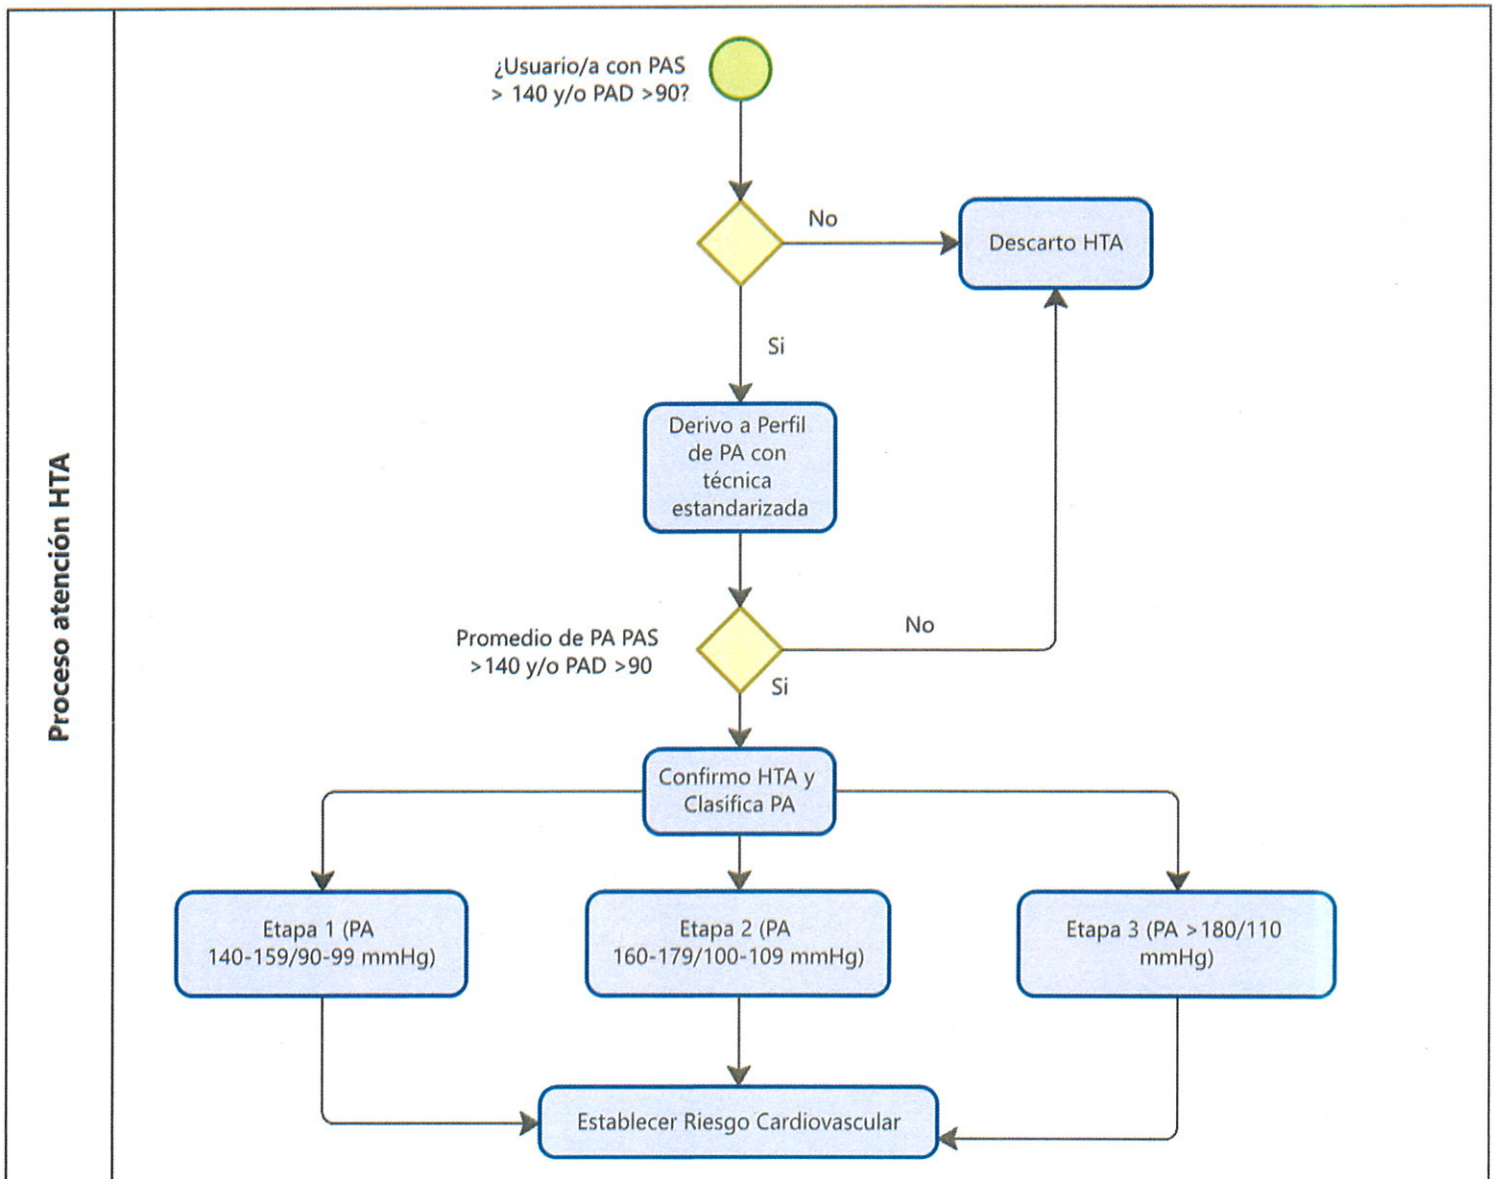 Proceso atención HTA
¿Usuario/a con PAS
> 140 y/o PAD >90?
No
Descarto HTA
Si
Derivo a Perfil
de PA con
técnica
estandarizada
Promedio de PA PAS
>140 y/o PAD >90
No
Si
Confirmo HTA y
Clasifica PA
Etapa 1 (PA
140-159/90-99 mmHg)
Etapa 2 (PA
160-179/100-109 mmHg)
Etapa 3 (PA >180/110
mmHg)
Establecer Riesgo Cardiovascular